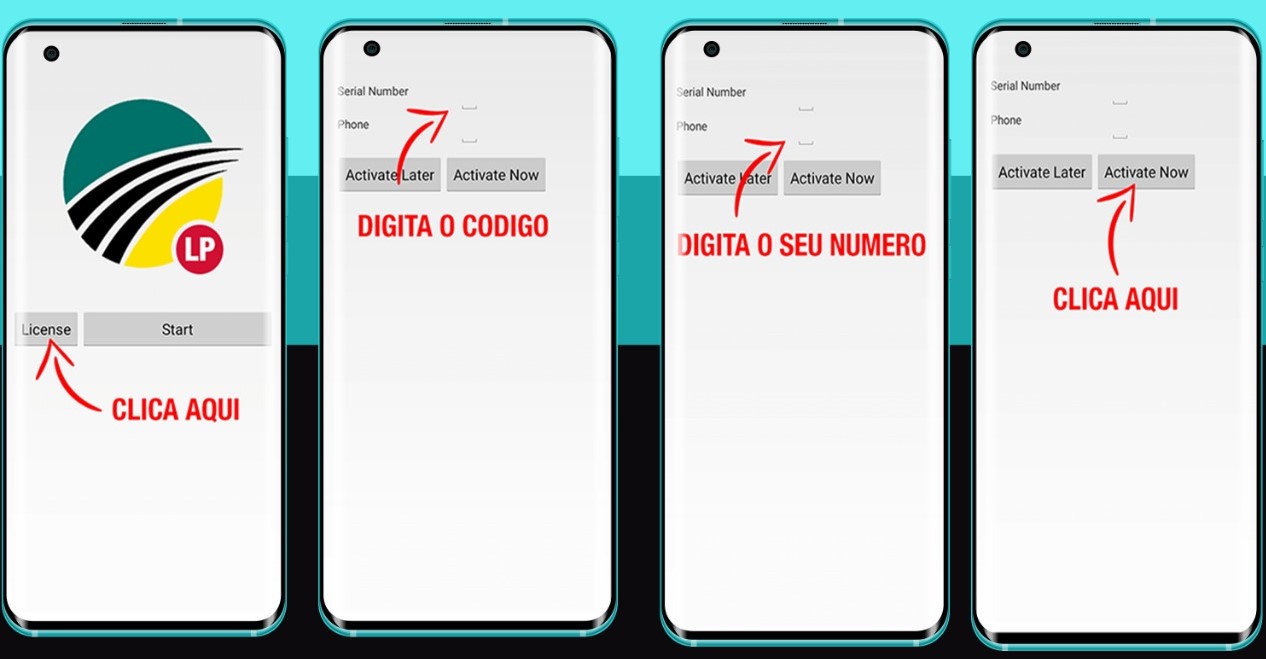 LP
License
Start
CLICA AQUI
Serial Number
Phone
Activate Later
Activate Now
DIGITA O CODIGO
Serial Number
Phone
Activate Later
Activate Now
DIGITA O SEU NUMERO
Serial Number
Phone
Activate Later
Activate Now
CLICA AQUI